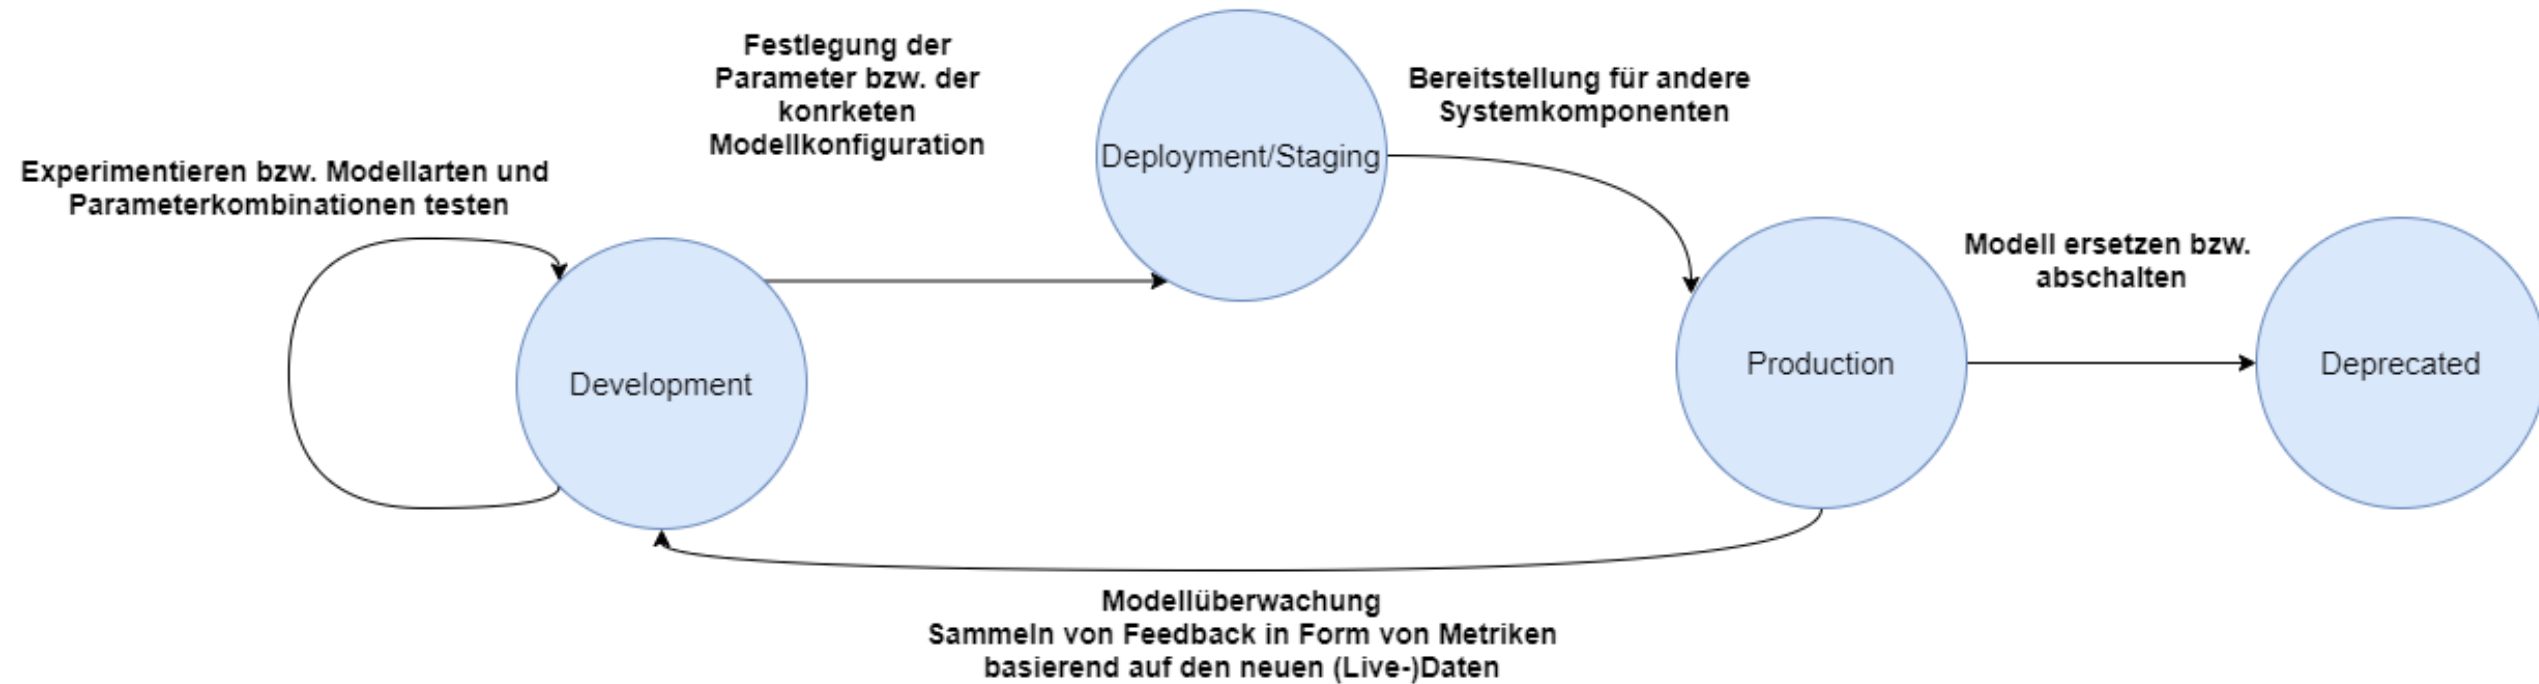 Festlegung der
Parameter bzw. der
konrketen
Modellkonfiguration
Bereitstellung für andere
Systemkomponenten
Deployment/Staging
Experimentieren bzw. Modellarten und
Parameterkombinationen testen
Modell ersetzen bzw.
abschalten
Development
Production
Deprecated
Modellüberwachung
Sammeln von Feedback in Form von Metriken
basierend auf den neuen (Live-)Daten